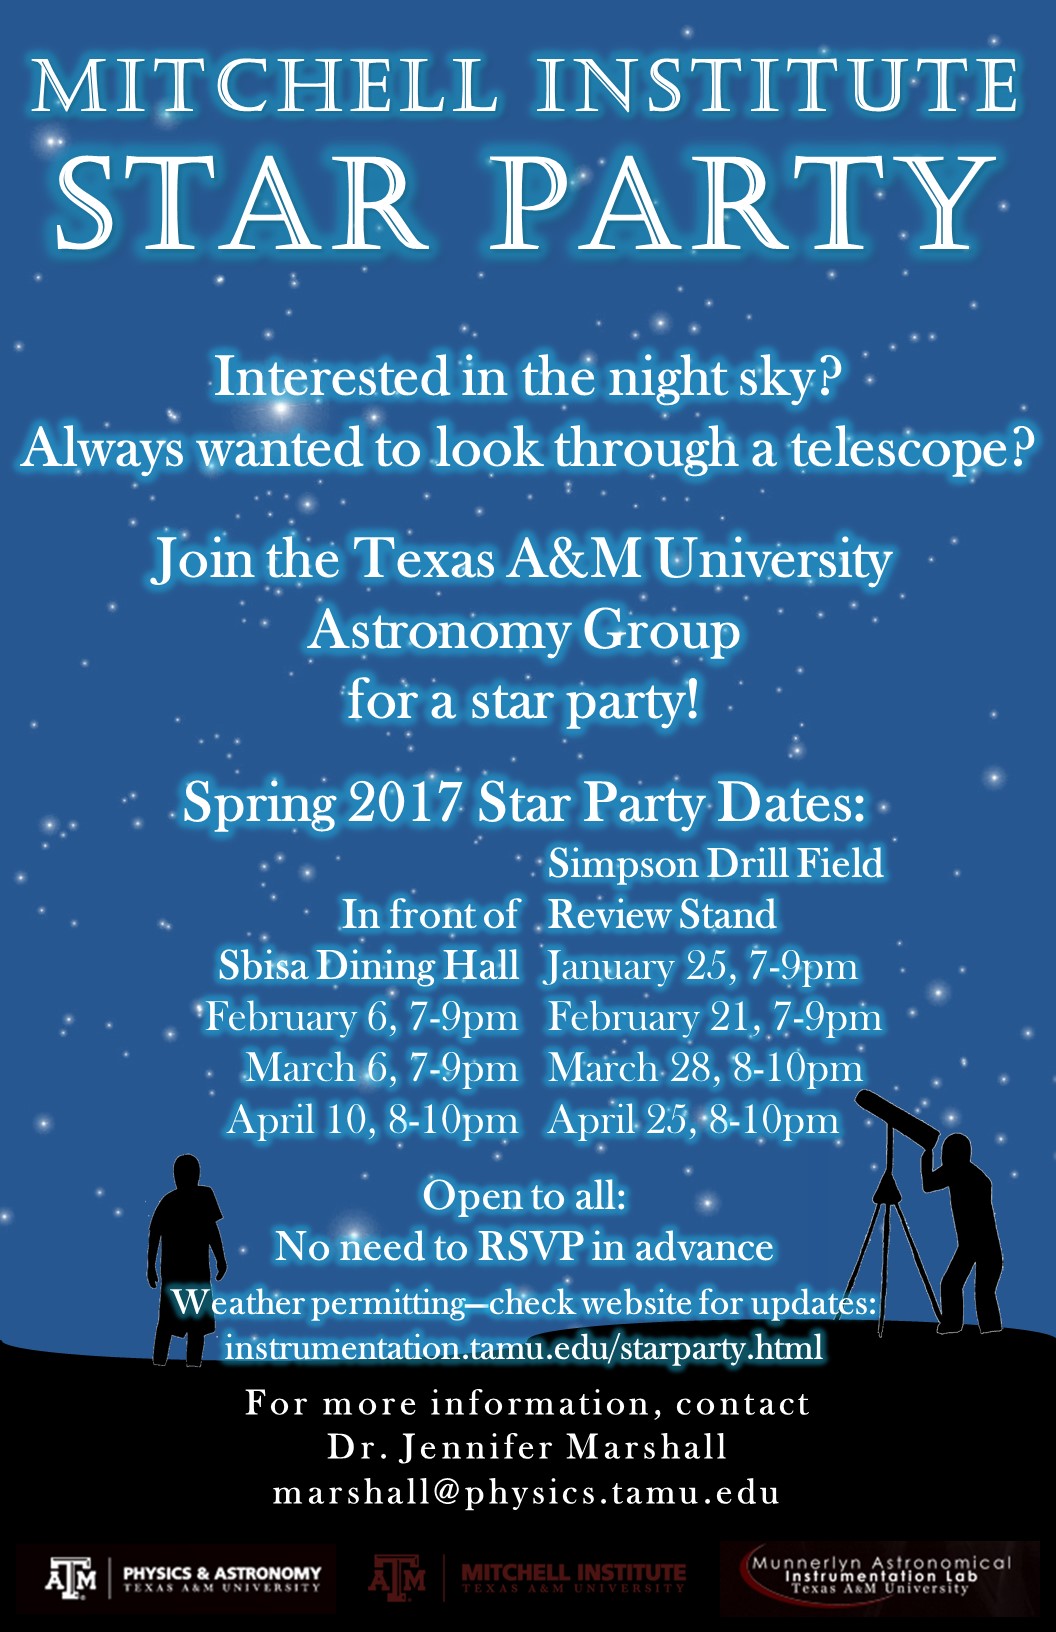 MITCHELL INSTITUTE
STAR PARTY
Interested in the night sky?
Always wanted to look through a telescope?
Join the Texas A&M University
Astronomy Group
for a star party!
Spring 2017 Star Party Dates:
In front of
Sbisa Dining Hall
February 6, 7-9pm
March 6, 7-9pm
April 10, 8-10pm
Simpson Drill Field
Review Stand
January 25, 7-9pm
February 21, 7-9pm
March 28, 8-10pm
April 25, 8-10pm
Open to all:
No need to RSVP in advance
Weather permitting—check website for updates:
instrumentation.tamu.edu/starparty.html
For more information, contact
Dr. Jennifer Marshall
marshall@physics.tamu.edu
ATM PHYSICS & ASTRONOMY
TEXAS A&M UNIVERSITY
ATM MITCHELL INSTITUTE
TEXAS A&M UNIVERSITY
Munnerlyn Astronomical
Instrumentation Lab
Texas A&M University